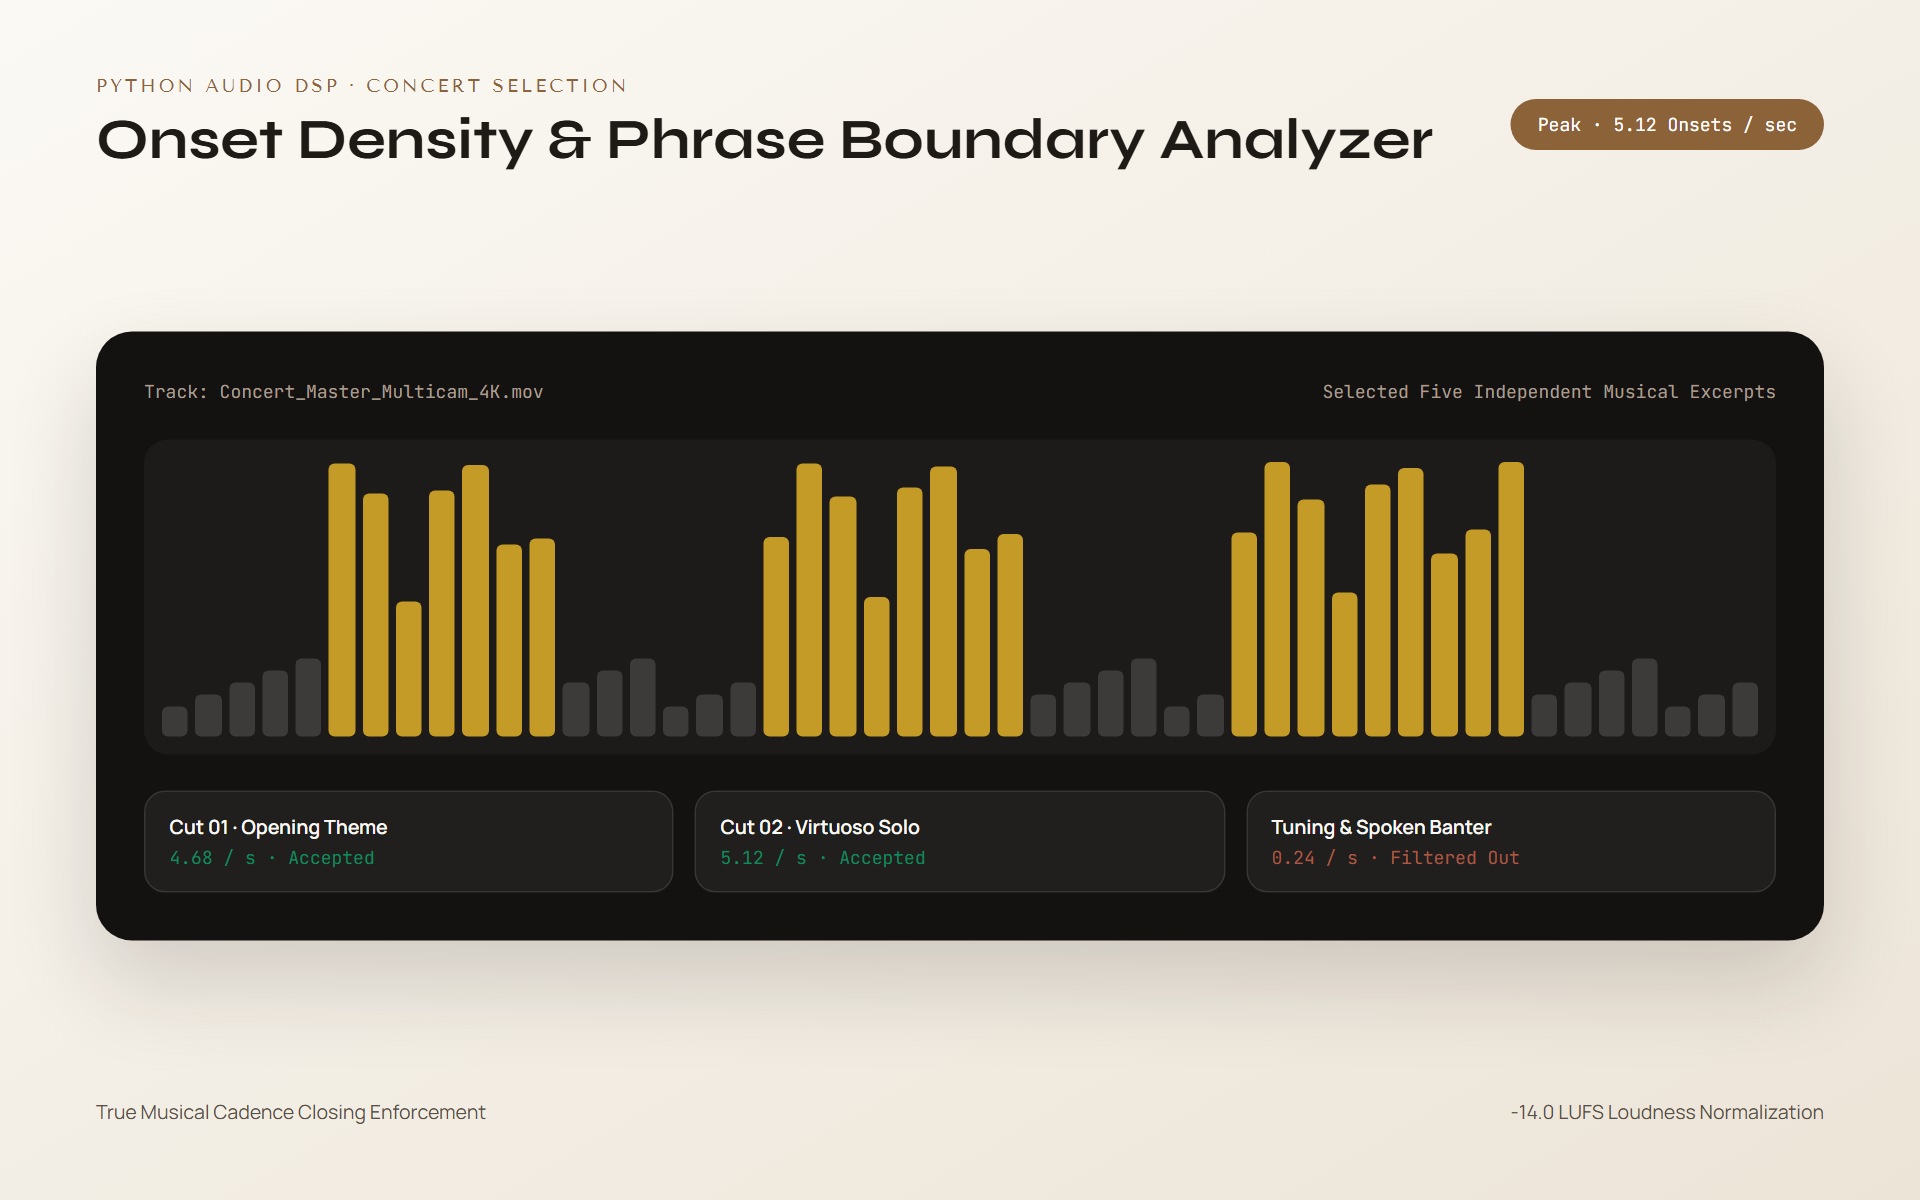 PYTHON AUDIO DSP · CONCERT SELECTION
Onset Density & Phrase Boundary Analyzer
Peak · 5.12 Onsets / sec
Track: Concert_Master_Multicam_4K.mov
Selected Five Independent Musical Excerpts
Cut 01 · Opening Theme
4.68 / s · Accepted
Cut 02 · Virtuoso Solo
5.12 / s · Accepted
Tuning & Spoken Banter
0.24 / s · Filtered Out
True Musical Cadence Closing Enforcement
-14.0 LUFS Loudness Normalization